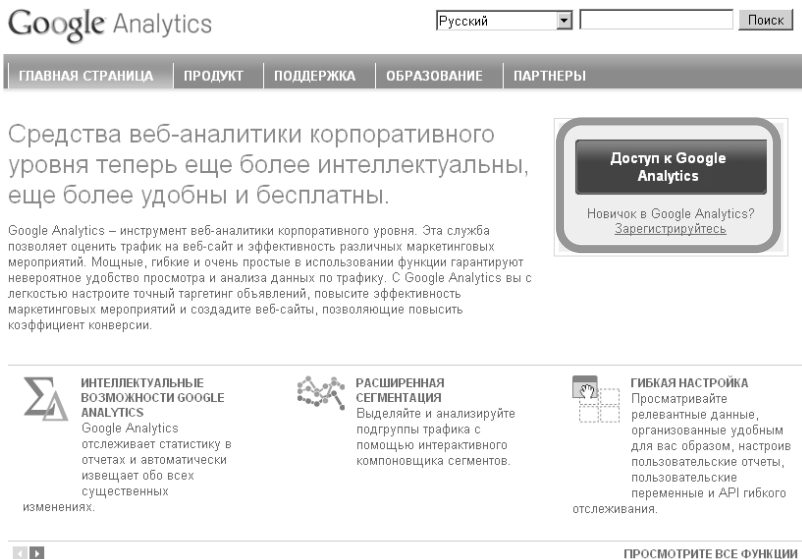 Google Analytics
Русский
Поиск
ГЛАВНАЯ СТРАНИЦА
ПРОДУКТ
ПОДДЕРЖКА
ОБРАЗОВАНИЕ
ПАРТНЕРЫ
Средства веб-аналитики корпоративного
уровня теперь еще более интеллектуальны,
еще более удобны и бесплатны.
Google Analytics – инструмент веб-аналитики корпоративного уровня. Эта служба
позволяет оценить трафик на веб-сайт и эффективность различных маркетинговых
мероприятий. Мощные, гибкие и очень простые в использовании функции гарантируют
невероятное удобство просмотра и анализа данных по трафику. С Google Analytics вы с
легкостью настроите точный таргетинг объявлений, повысите эффективность
маркетинговых мероприятий и создадите веб-сайты, позволяющие повысить
коэффициент конверсии.
Доступ к Google
Analytics
Новичок в Google Analytics?
Зарегистрируйтесь
ИНТЕЛЛЕКТУАЛЬНЫЕ
ВОЗМОЖНОСТИ GOOGLE
ANALYTICS
Google Analytics
отслеживает статистику в
отчетах и автоматически
извещает обо всех
существенных
изменениях.
РАСШИРЕННАЯ
СЕГМЕНТАЦИЯ
Выделяйте и анализируйте
подгруппы трафика с
помощью интерактивного
компоновщика сегментов.
ГИБКАЯ НАСТРОЙКА
Просматривайте
релевантные данные,
организованные удобным
для вас образом, настроив
пользовательские отчеты,
пользовательские
переменные и API гибкого
отслеживания.
ПРОСМОТРИТЕ ВСЕ ФУНКЦИИ